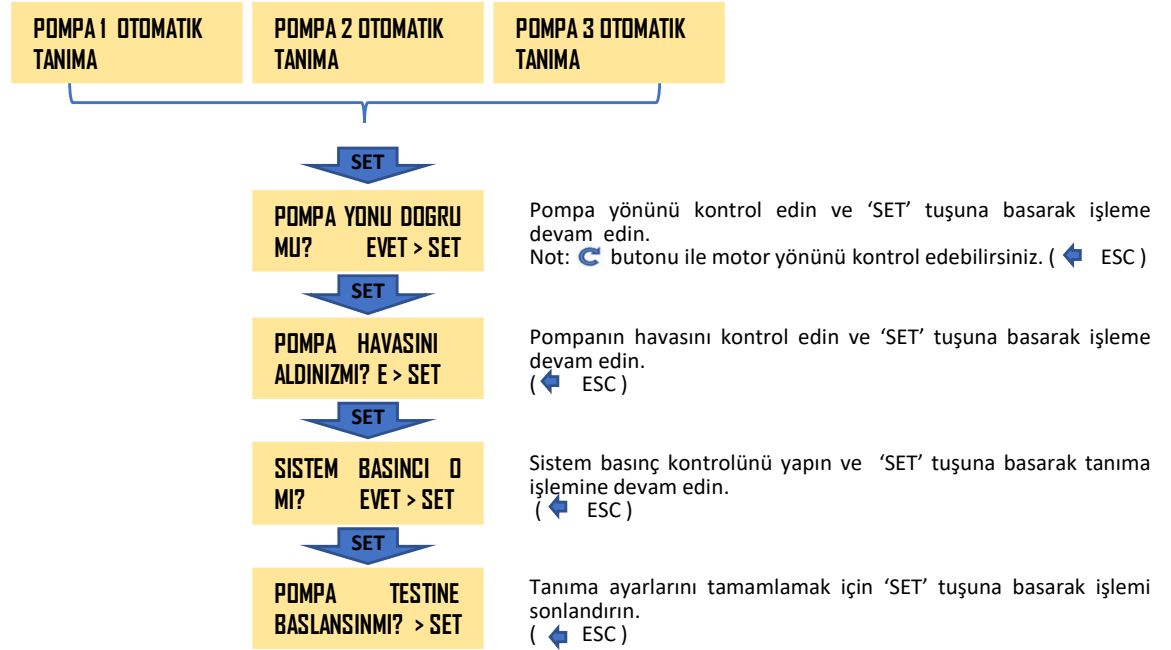 POMPA 1 OTOMATIK
TANIMA
POMPA 2 OTOMATIK
TANIMA
POMPA 3 OTOMATIK
TANIMA
SET
POMPA YONU DOGRU
MU? EVET > SET
Pompa yönünü kontrol edin ve ‘SET’ tuşuna basarak işleme
devam edin.
Not: butonu ile motor yönünü kontrol edebilirsiniz. ( ESC )
SET
POMPA HAVASINI
ALDINIZMI? E > SET
Pompanın havasını kontrol edin ve ‘SET’ tuşuna basarak işleme
devam edin.
( ESC )
SET
SISTEM BASINCI 0
MI? EVET > SET
Sistem basınç kontrolünü yapın ve ‘SET’ tuşuna basarak tanıma
işlemine devam edin.
( ESC )
SET
POMPA TESTINE
BASLANSINMI? > SET
Tanıma ayarlarını tamamlamak için ‘SET’ tuşuna basarak işlemi
sonlandırın.
( ESC )